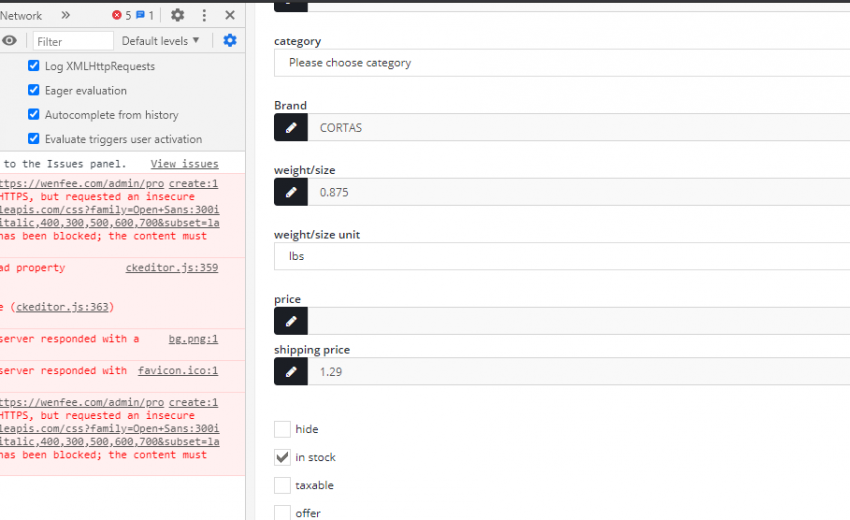 Network
5
1
Filter
Default levels
Log XMLHttpRequests
Eager evaluation
Autocomplete from history
Evaluate triggers user activation
to the Issues panel. View issues
ttps://wenfee.com/admin/pro create:1
HTTPS, but requested an insecure
leapis.com/css?family=Open+Sans:300i
italic,400,300,500,600,700&subset=la
has been blocked; the content must
ad property ckeditor.js:359
e (ckeditor.js:363)
server responded with a bg.png:1
server responded with favicon.ico:1
ttps://wenfee.com/admin/pro create:1
HTTPS, but requested an insecure
leapis.com/css?family=Open+Sans:300i
italic,400,300,500,600,700&subset=la
has been blocked; the content must
category
Please choose category
Brand
CORTAS
weight/size
0.875
weight/size unit
lbs
price
shipping price
1.29
hide
in stock
taxable
offer